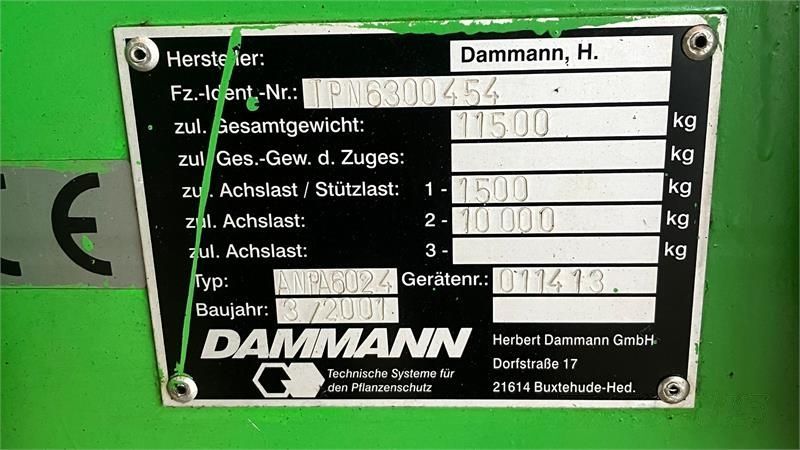 Hersteller: Dammann, H.
Fz.-Ident.-Nr.: TPN6300454
zul. Gesamtgewicht: 11500 kg
zul. Ges.-Gew. d. Zuges: kg
zul. Achslast / Stützlast: 1 - 1500 kg
zul. Achslast: 2 - 10 000 kg
zul. Achslast: 3 - kg
Typ: ANPA6024 Gerätenr.: 011413
Baujahr: 3/2001
CE
DAMMANN
Technische Systeme für
den Pflanzenschutz
Herbert Dammann GmbH
Dorfstraße 17
21614 Buxtehude-Hed.